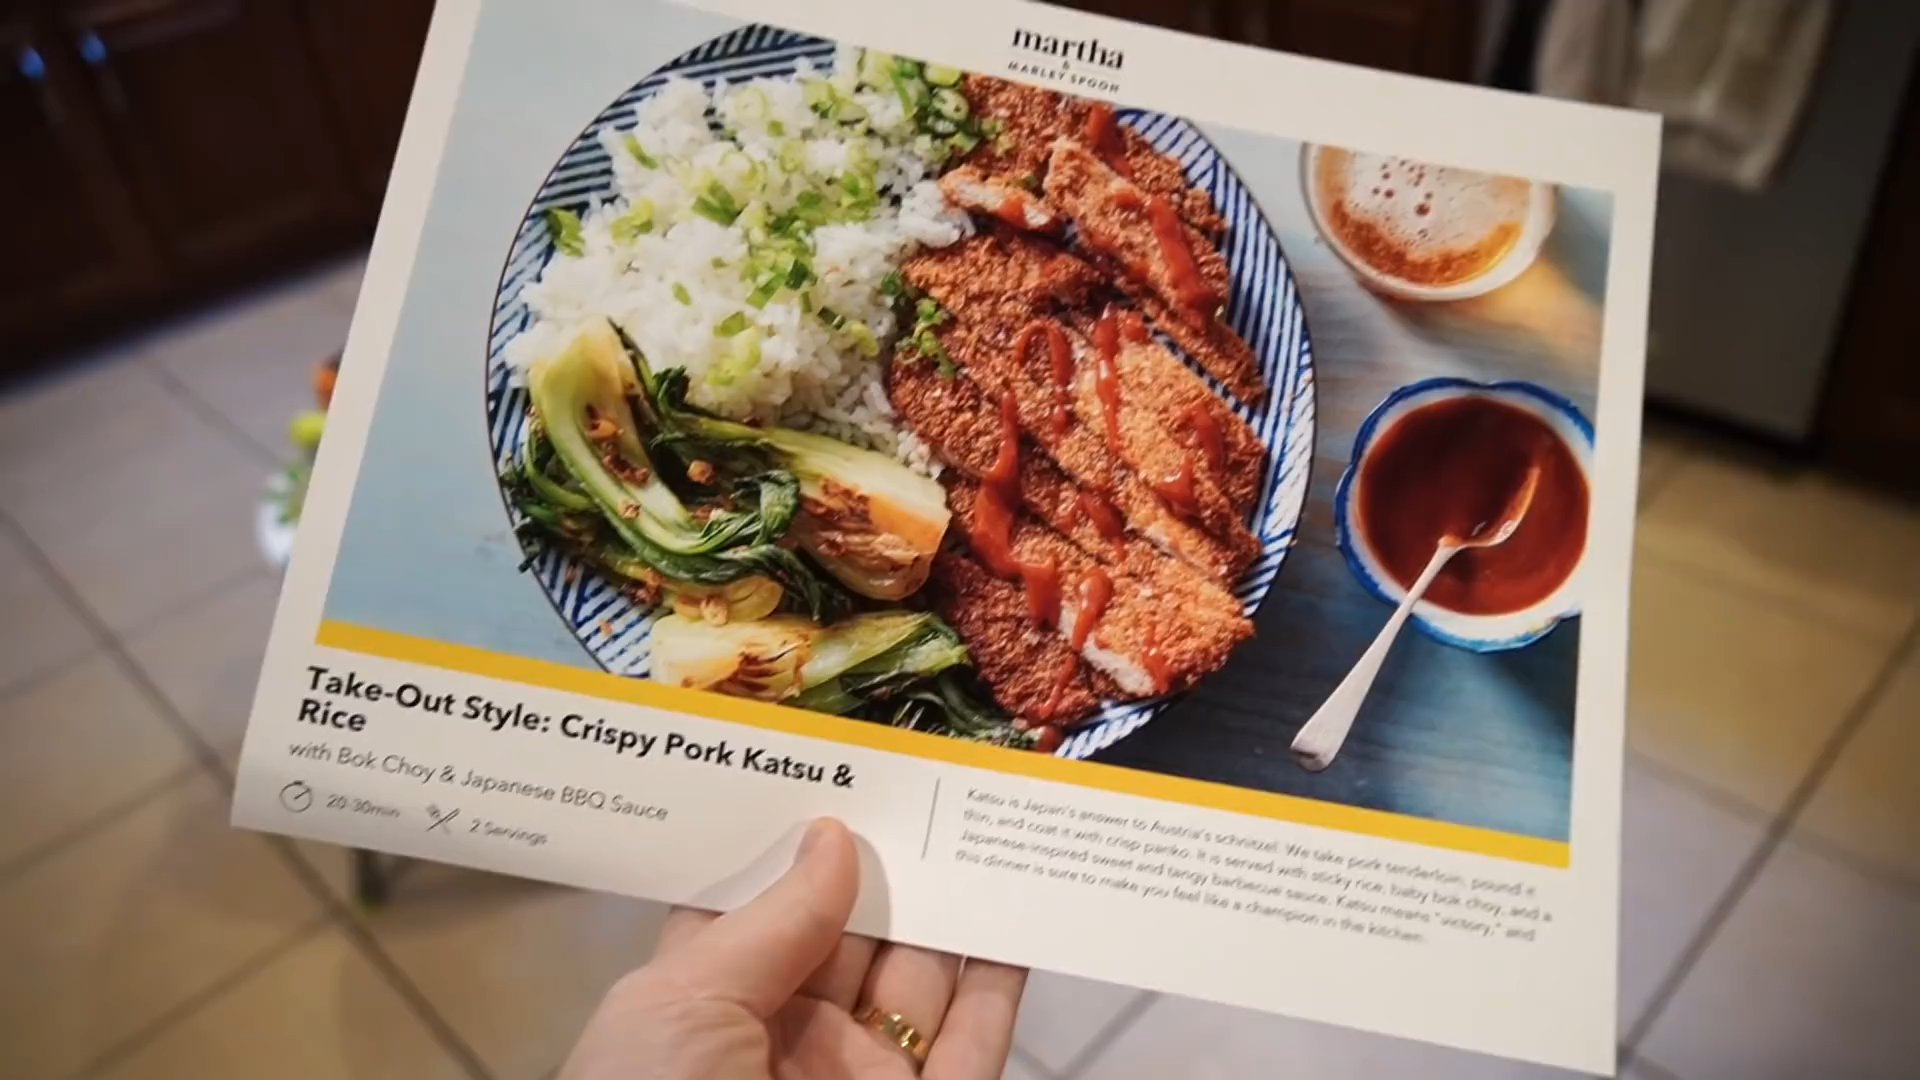 martha
&
MARLEY SPOON
Take-Out Style: Crispy Pork Katsu &
Rice
with Bok Choy & Japanese BBQ Sauce
20-30min
2 Servings
Katsu is Japan's answer to Austria's schnitzel. We take pork tenderloin, pound it
thin, and coat it with crisp panko. It is served with sticky rice, baby bok choy, and a
Japanese-inspired sweet and tangy barbecue sauce. Katsu means "victory," and
this dinner is sure to make you feel like a champion in the kitchen.